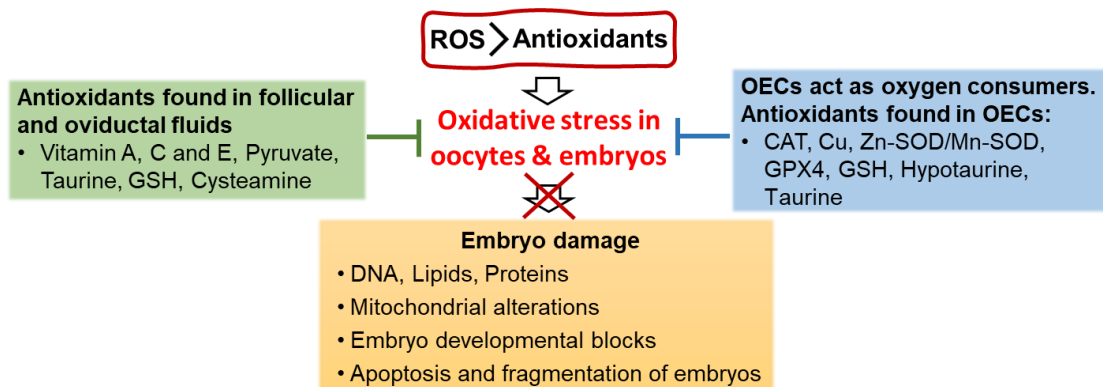 ROS > Antioxidants
Antioxidants found in follicular
and oviductal fluids
• Vitamin A, C and E, Pyruvate,
Taurine, GSH, Cysteamine
Oxidative stress in
oocytes & embryos
OECs act as oxygen consumers.
Antioxidants found in OECs:
• CAT, Cu, Zn-SOD/Mn-SOD,
GPX4, GSH, Hypotaurine,
Taurine
Embryo damage
• DNA, Lipids, Proteins
• Mitochondrial alterations
• Embryo developmental blocks
• Apoptosis and fragmentation of embryos